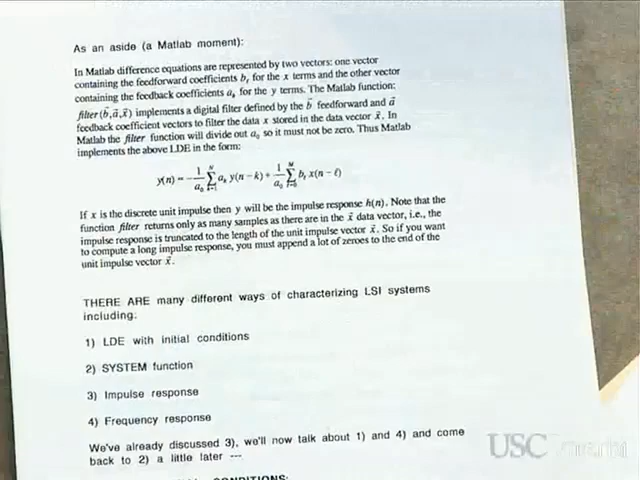 As an aside (a Matlab moment):
In Matlab difference equations are represented by two vectors: one vector
containing the feedforward coefficients bᵣ for the x terms and the other vector
containing the feedback coefficients aₖ for the y terms. The Matlab function:
filter(b⃗,a⃗,x⃗) implements a digital filter defined by the b⃗ feedforward and a⃗
feedback coefficient vectors to filter the data x stored in the data vector x⃗. In
Matlab the filter function will divide out a₀ so it must not be zero. Thus Matlab
implements the above LDE in the form:
y(n) = -1/a₀ Σ_{k=1}^{N} aₖ y(n-k) + 1/a₀ Σ_{ℓ=0}^{M} bᵣ x(n-ℓ)
If x is the discrete unit impulse then y will be the impulse response h(n). Note that the
function filter returns only as many samples as there are in the x⃗ data vector, i.e., the
impulse response is truncated to the length of the unit impulse vector x⃗. So if you want
to compute a long impulse response, you must append a lot of zeroes to the end of the
unit impulse vector x⃗.
THERE ARE many different ways of characterizing LSI systems
including:
1) LDE with initial conditions
2) SYSTEM function
3) Impulse response
4) Frequency response
We've already discussed 3), we'll now talk about 1) and 4) and come
back to 2) a little later ---
CONDITIONS:
USC